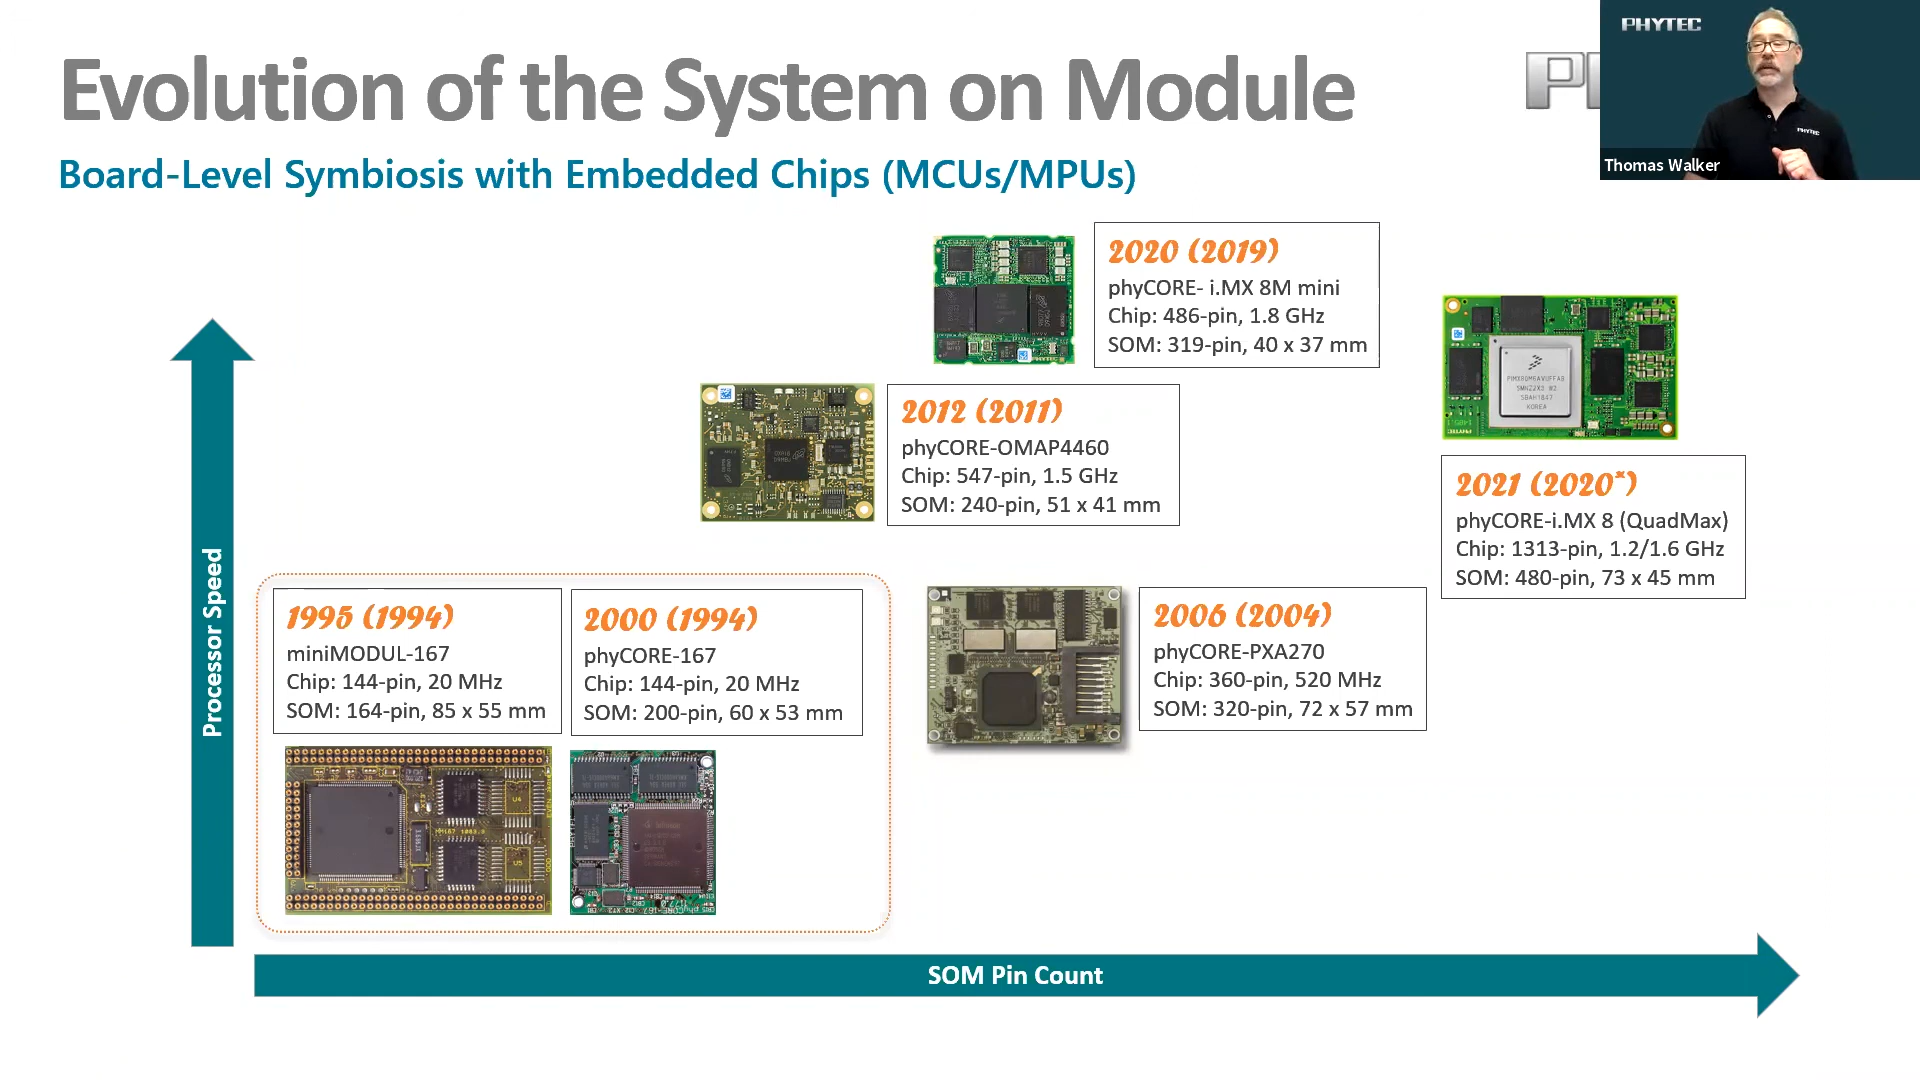 Evolution of the System on Module
Board-Level Symbiosis with Embedded Chips (MCUs/MPUs)
PHYTEC
PHYTEC
Thomas Walker
2020 (2019)
phyCORE- i.MX 8M mini
Chip: 486-pin, 1.8 GHz
SOM: 319-pin, 40 x 37 mm
2012 (2011)
phyCORE-OMAP4460
Chip: 547-pin, 1.5 GHz
SOM: 240-pin, 51 x 41 mm
2021 (2020*)
phyCORE-i.MX 8 (QuadMax)
Chip: 1313-pin, 1.2/1.6 GHz
SOM: 480-pin, 73 x 45 mm
1995 (1994)
miniMODUL-167
Chip: 144-pin, 20 MHz
SOM: 164-pin, 85 x 55 mm
2000 (1994)
phyCORE-167
Chip: 144-pin, 20 MHz
SOM: 200-pin, 60 x 53 mm
2006 (2004)
phyCORE-PXA270
Chip: 360-pin, 520 MHz
SOM: 320-pin, 72 x 57 mm
Processor Speed
SOM Pin Count
KOREA
U4
U5